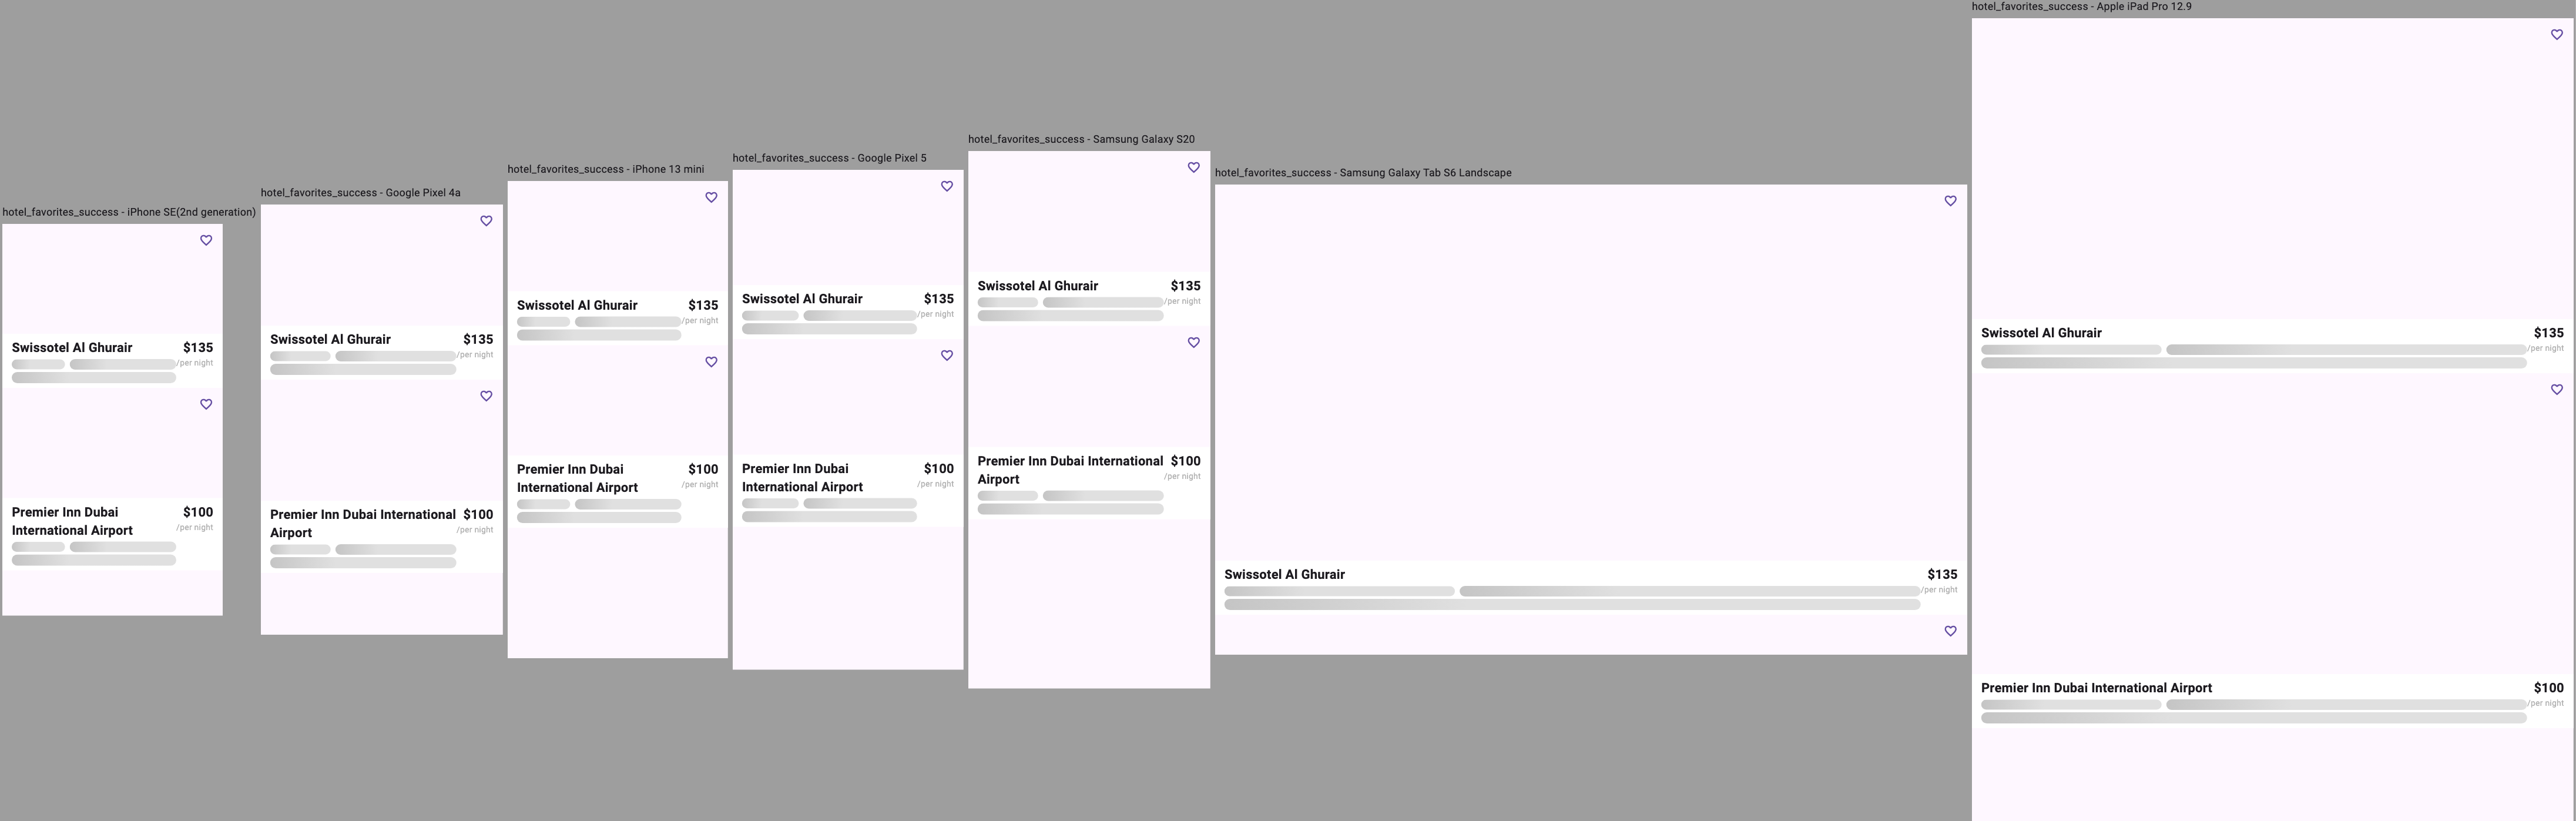 hotel_favorites_success - iPhone SE(2nd generation)
Swissotel Al Ghurair
$135
/per night
Premier Inn Dubai
International Airport
$100
/per night
hotel_favorites_success - Google Pixel 4a
Swissotel Al Ghurair
$135
/per night
Premier Inn Dubai International
Airport
$100
/per night
hotel_favorites_success - iPhone 13 mini
Swissotel Al Ghurair
$135
/per night
Premier Inn Dubai
International Airport
$100
/per night
hotel_favorites_success - Google Pixel 5
Swissotel Al Ghurair
$135
/per night
Premier Inn Dubai
International Airport
$100
/per night
hotel_favorites_success - Samsung Galaxy S20
Swissotel Al Ghurair
$135
/per night
Premier Inn Dubai International
Airport
$100
/per night
hotel_favorites_success - Samsung Galaxy Tab S6 Landscape
Swissotel Al Ghurair
$135
/per night
hotel_favorites_success - Apple iPad Pro 12.9
Swissotel Al Ghurair
$135
/per night
Premier Inn Dubai International Airport
$100
/per night